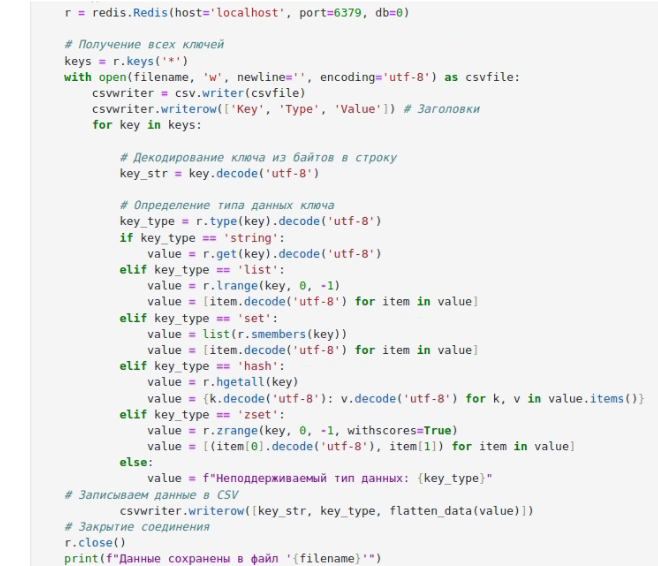 r = redis.Redis(host='localhost', port=6379, db=0)
# Получение всех ключей
keys = r.keys('*')
with open(filename, 'w', newline='', encoding='utf-8') as csvfile:
csvwriter = csv.writer(csvfile)
csvwriter.writerow(['Key', 'Type', 'Value']) # Заголовки
for key in keys:
# Декодирование ключа из байтов в строку
key_str = key.decode('utf-8')
# Определение типа данных ключа
key_type = r.type(key).decode('utf-8')
if key_type == 'string':
value = r.get(key).decode('utf-8')
elif key_type == 'list':
value = r.lrange(key, 0, -1)
value = [item.decode('utf-8') for item in value]
elif key_type == 'set':
value = list(r.smembers(key))
value = [item.decode('utf-8') for item in value]
elif key_type == 'hash':
value = r.hgetall(key)
value = {k.decode('utf-8'): v.decode('utf-8') for k, v in value.items()}
elif key_type == 'zset':
value = r.zrange(key, 0, -1, withscores=True)
value = [(item[0].decode('utf-8'), item[1]) for item in value]
else:
value = f"Неподдерживаемый тип данных: {key_type}"
# Записываем данные в CSV
csvwriter.writerow([key_str, key_type, flatten_data(value)])
# Закрытие соединения
r.close()
print(f"Данные сохранены в файл '{filename}'")